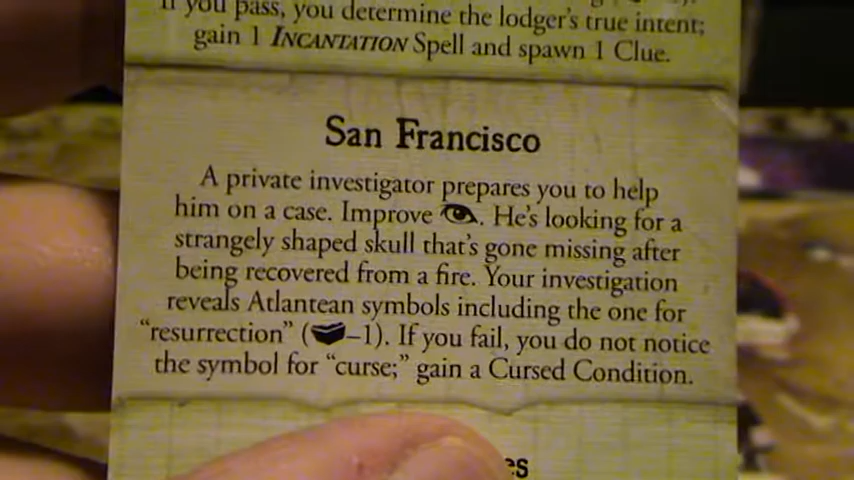 If you pass, you determine the lodger's true intent;
gain 1 INCANTATION Spell and spawn 1 Clue.
San Francisco
A private investigator prepares you to help
him on a case. Improve . He's looking for a
strangely shaped skull that's gone missing after
being recovered from a fire. Your investigation
reveals Atlantean symbols including the one for
"resurrection" ( –1). If you fail, you do not notice
the symbol for "curse;" gain a Cursed Condition.